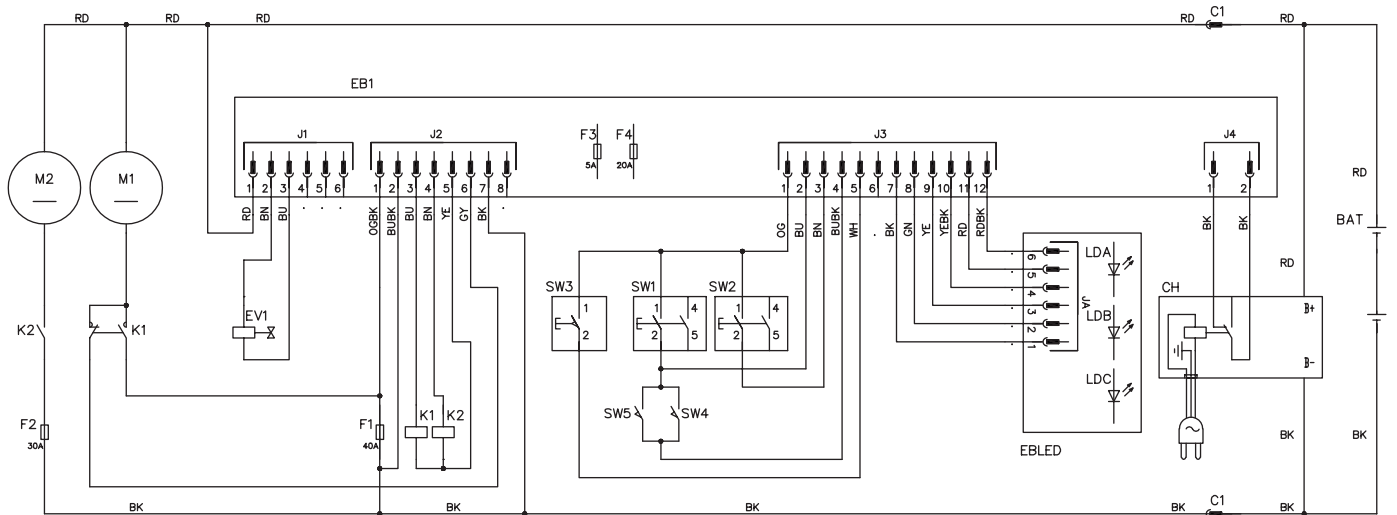 RD RD RD RD C1 RD
EB1
J1 J2 F3 F4 J3 J4
5A 20A
M2 M1
1 2 3 4 5 6 1 2 3 4 5 6 7 8 1 2 3 4 5 6 7 8 9 10 11 12 1 2
RD BN BU . . . OGBK BUBK BU BN YE GY BK . OG BU BN BUBK WH . BK GN YE YEBK RD RDBK BK BK
RD
BAT
RD
SW3 SW1 SW2
1 1 4 1 4
2 2 5 2 5
6 5 4 3 2 1
JA
LDA
LDB
LDC
CH
B+
B-
K2 K1 EV1
SW5 SW4
F2 F1 K1 K2
30A 40A
EBLED
BK BK
BK BK BK BK C1 BK